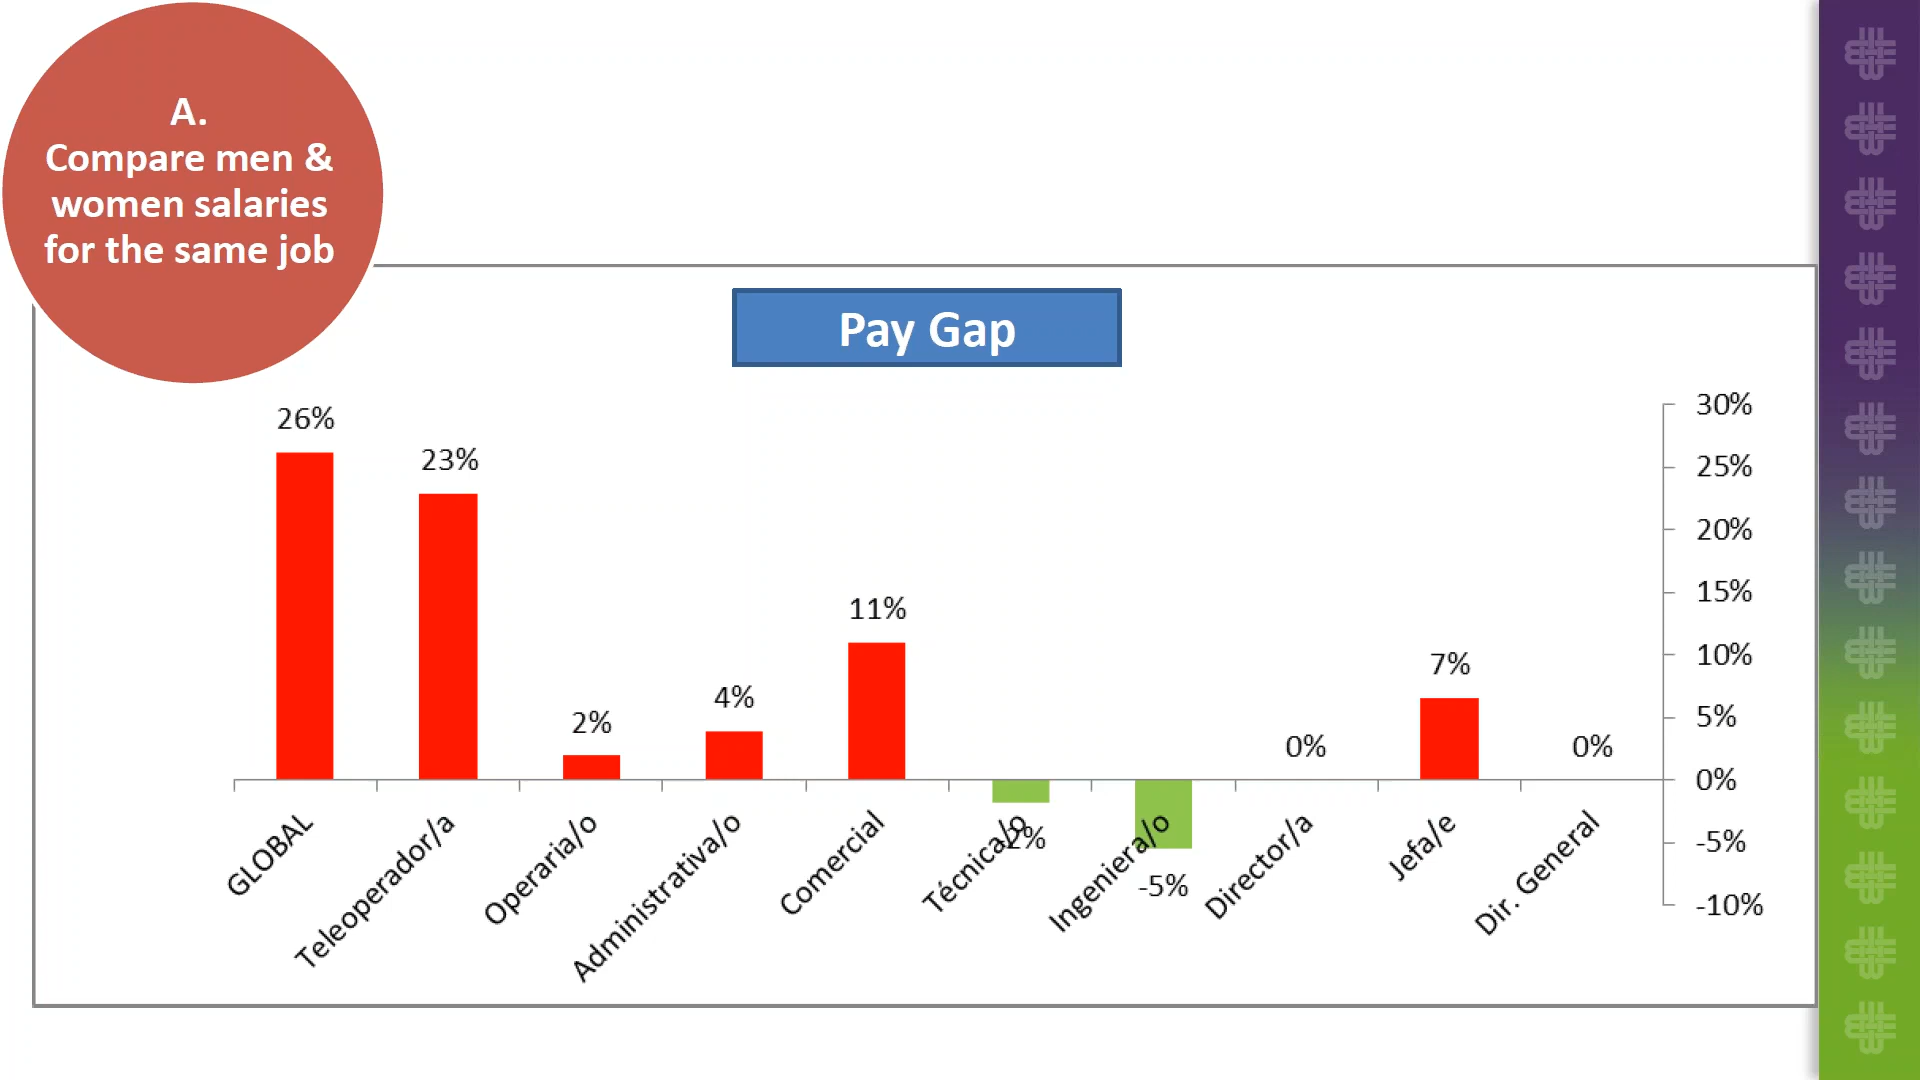 A.
Compare men &
women salaries
for the same job
Pay Gap
26%
23%
2%
4%
11%
-2%
-5%
0%
7%
0%
30%
25%
20%
15%
10%
5%
0%
-5%
-10%
GLOBAL
Teleoperador/a
Operaria/o
Administrativa/o
Comercial
Técnica/o
Ingeniera/o
Director/a
Jefa/e
Dir. General